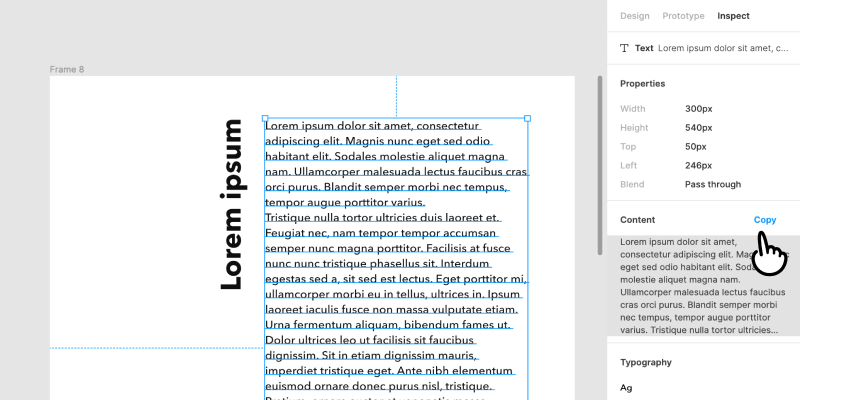 Design Prototype Inspect
Text Lorem ipsum dolor sit amet, c...
Frame 8
Properties
Width 300px
Height 540px
Top 50px
Left 246px
Blend Pass through
Content Copy
Lorem ipsum dolor sit amet,
consectetur adipiscing elit.
eget sed odio habitant elit.
molestie aliquet magna nam.
Ullamcorper malesuada lectus faucibus
cras orci purus. Blandit semper morbi
nec tempus, tempor augue porttitor
varius. Tristique nulla tortor ultricies...
Typography
Ag
Lorem ipsum
Lorem ipsum dolor sit amet, consectetur
adipiscing elit. Magnis nunc eget sed odio
habitant elit. Sodales molestie aliquet magna
nam. Ullamcorper malesuada lectus faucibus cras
orci purus. Blandit semper morbi nec tempus,
tempor augue porttitor varius.
Tristique nulla tortor ultricies duis laoreet et.
Feugiat nec, nam tempor tempor accumsan
semper nunc magna porttitor. Facilisis at fusce
nunc nunc tristique phasellus sit. Interdum
egestas sed a, sit sed est lectus. Eget porttitor mi,
ullamcorper morbi eu in tellus, ultrices in. Ipsum
laoreet iaculis fusce non massa vulputate etiam.
Urna fermentum aliquam, bibendum fames ut.
Dolor ultrices leo ut facilisis sit faucibus
dignissim. Sit in etiam dignissim mauris,
imperdiet tristique eget. Ante nibh elementum
euismod ornare donec purus nisl, tristique.